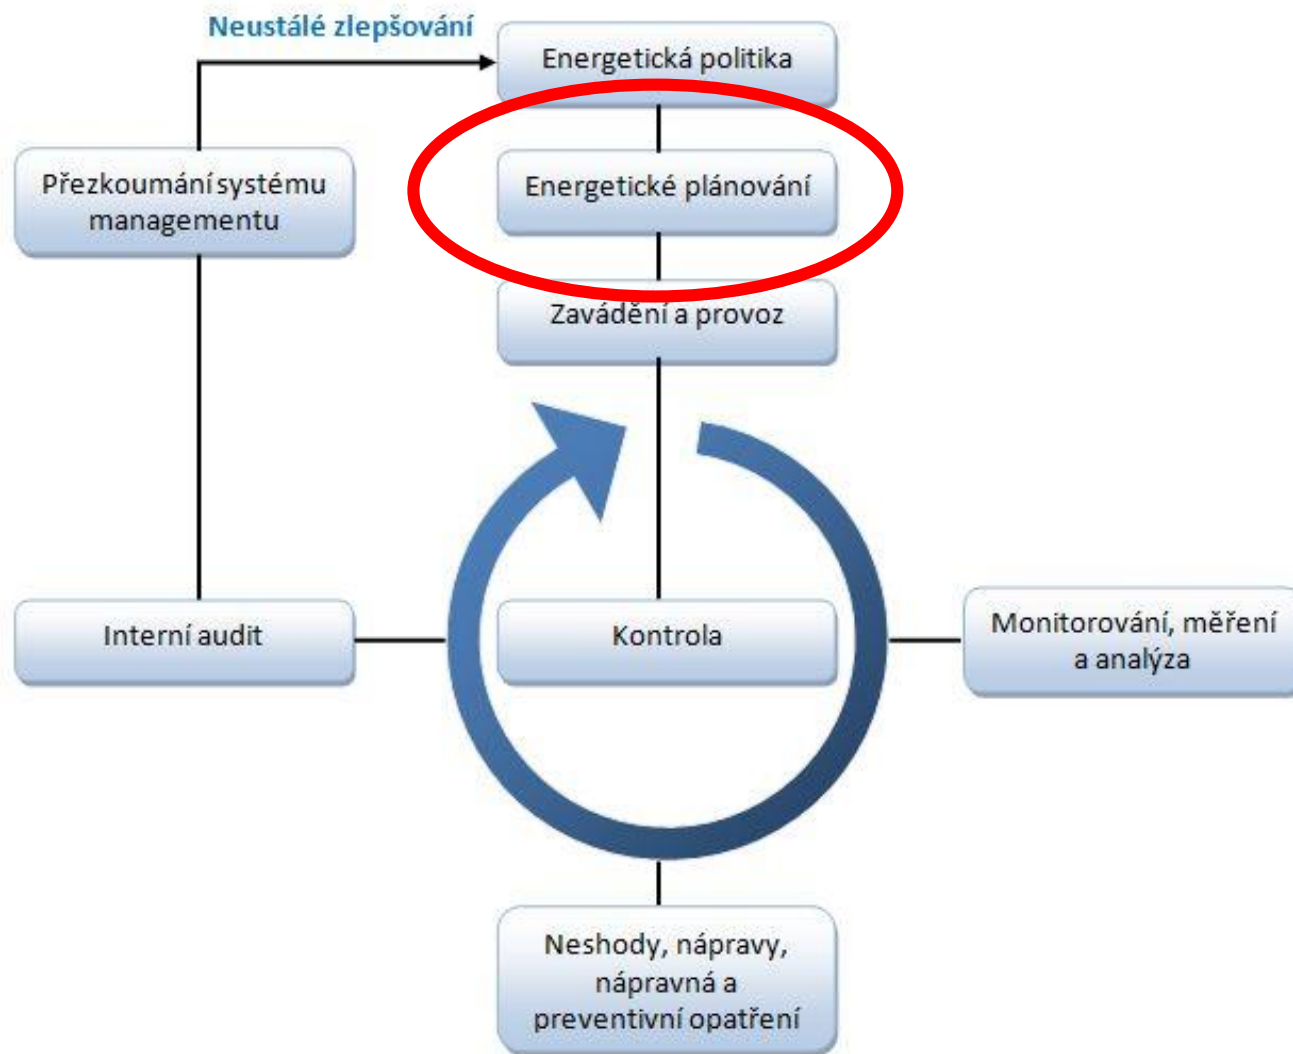 Neustálé zlepšování
Energetická politika
Energetické plánování
Přezkoumání systému
managementu
Zavádění a provoz
Interní audit
Kontrola
Monitorování, měření
a analýza
Neshody, nápravy,
nápravná a
preventivní opatření